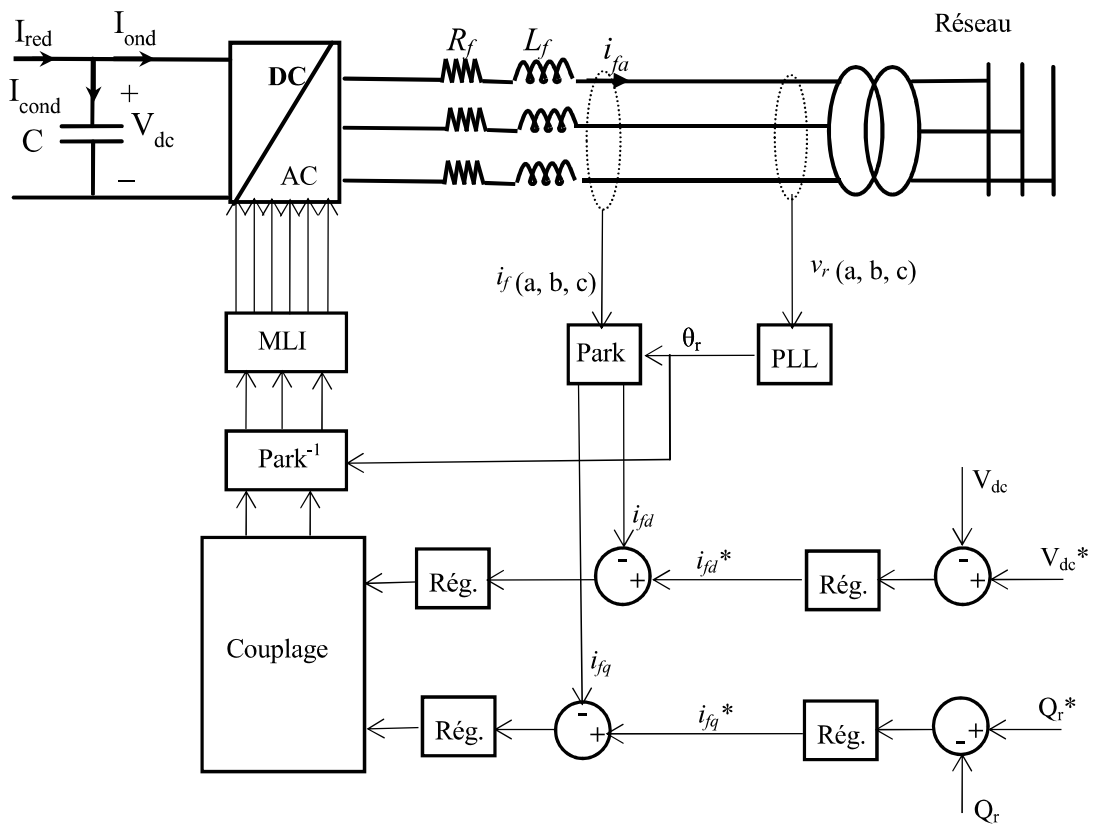 Réseau
I_red
I_ond
R_f
L_f
i_fa
DC
I_cond
+
C
V_dc
AC
–
i_f (a, b, c)
v_r (a, b, c)
MLI
Park
θ_r
PLL
Park^-1
V_dc
i_fd
-
i_fd*
-
V_dc*
Rég.
+
Rég.
+
Couplage
i_fq
-
i_fq*
Q_r*
Rég.
+
Rég.
+
-
Q_r